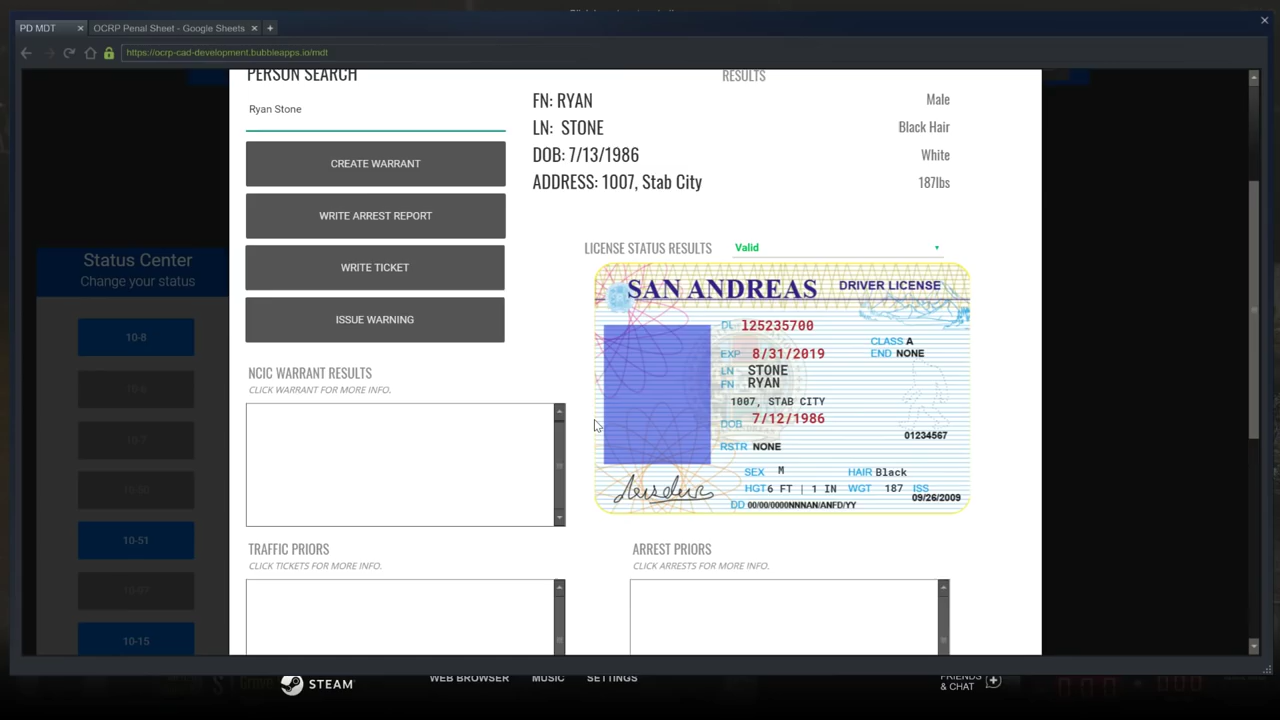 PD MDT
OCRP Penal Sheet - Google Sheets
https://ocrp-cad-development.bubbleapps.io/mdt
PERSON SEARCH
Ryan Stone
CREATE WARRANT
WRITE ARREST REPORT
WRITE TICKET
ISSUE WARNING
NCIC WARRANT RESULTS
CLICK WARRANT FOR MORE INFO.
TRAFFIC PRIORS
CLICK TICKETS FOR MORE INFO.
RESULTS
FN: RYAN
Male
LN: STONE
Black Hair
DOB: 7/13/1986
White
ADDRESS: 1007, Stab City
187lbs
LICENSE STATUS RESULTS
Valid
SAN ANDREAS
DRIVER LICENSE
DL 125235700
EXP 8/31/2019
CLASS A
END NONE
LN STONE
FN RYAN
1007, STAB CITY
DOB 7/12/1986
01234567
RSTR NONE
SEX M
HAIR Black
HGT 6 FT | 1 IN
WGT 187
ISS
09/26/2009
DD 00/00/0000NNNAN/ANFD/YY
ARREST PRIORS
CLICK ARRESTS FOR MORE INFO.
Status Center
Change your status
10-8
10-51
10-15
STEAM
WEB BROWSER
MUSIC
SETTINGS
FRIENDS
& CHAT